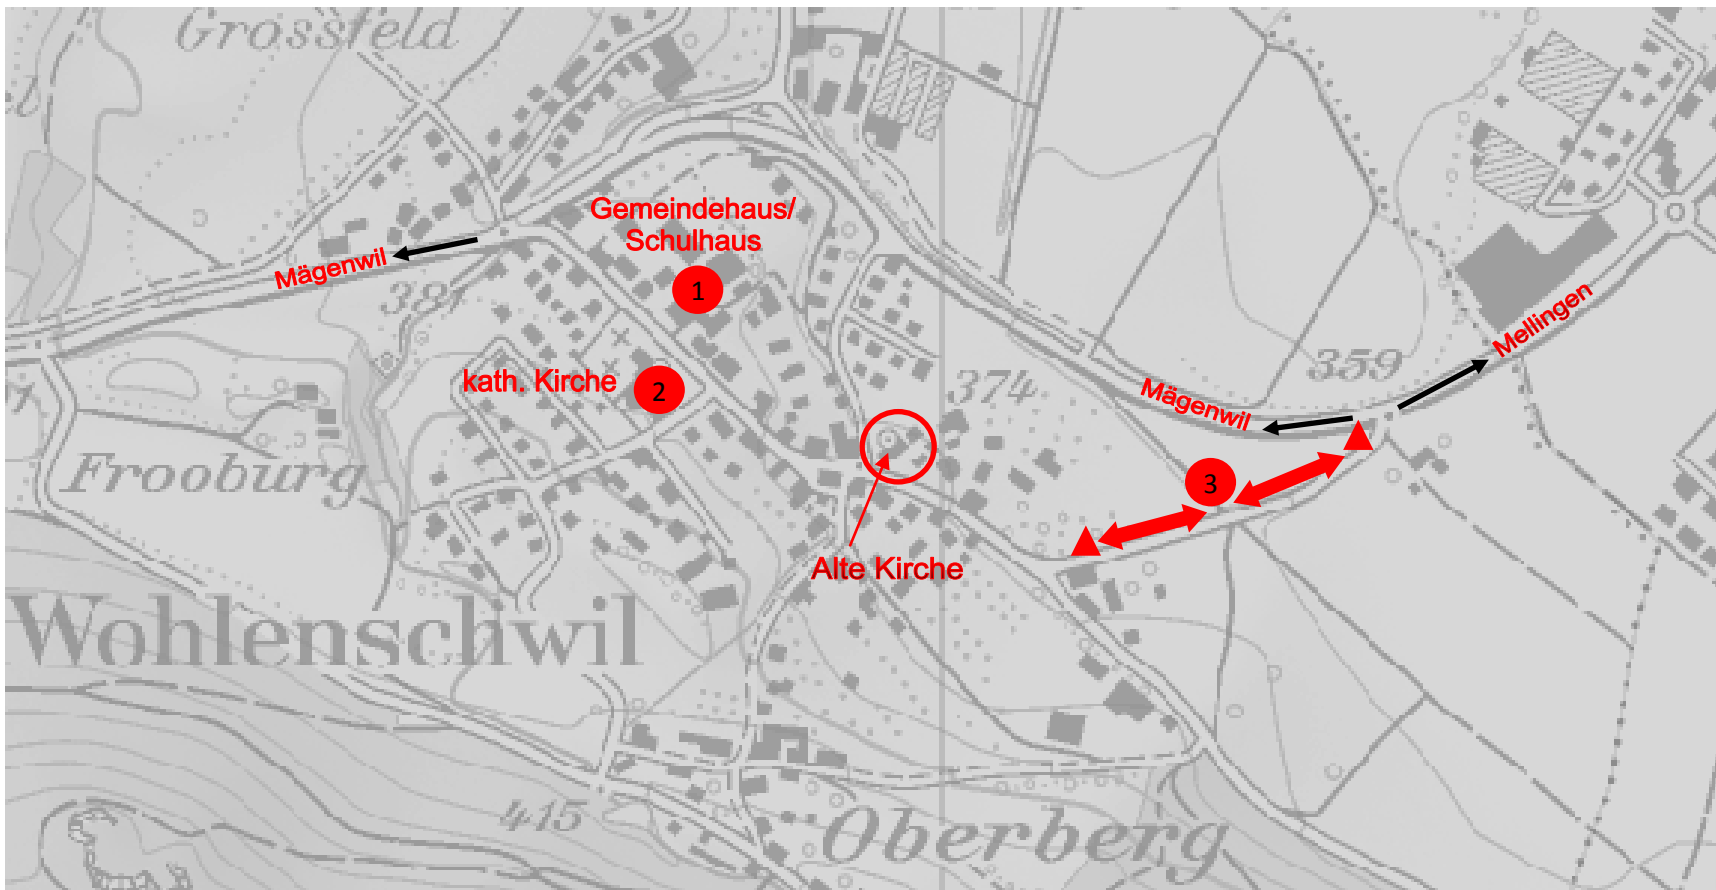 Grossfeld
Gemeindehaus/
Schulhaus
1
Mägenwil
381
kath. Kirche
2
374
359
Mellingen
Mägenwil
Frooburg
3
Alte Kirche
Wohlenschwil
415
Oberberg